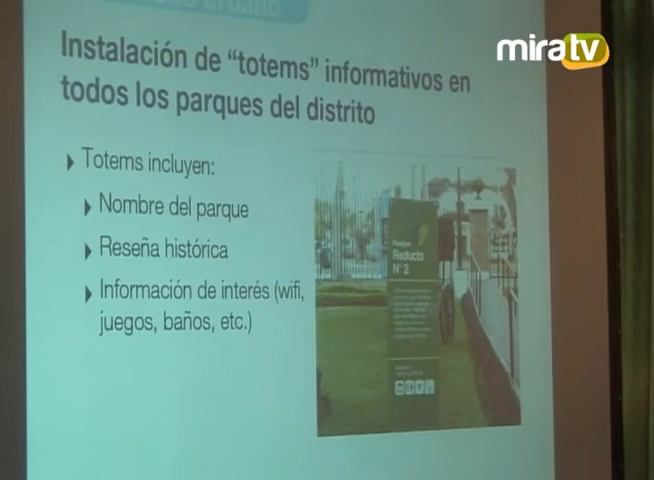 urbano
miratv
Instalación de “totems” informativos en
todos los parques del distrito
Totems incluyen:
Nombre del parque
Reseña histórica
Información de interés (wifi,
juegos, baños, etc.)
Parque
Reducto
N° 2